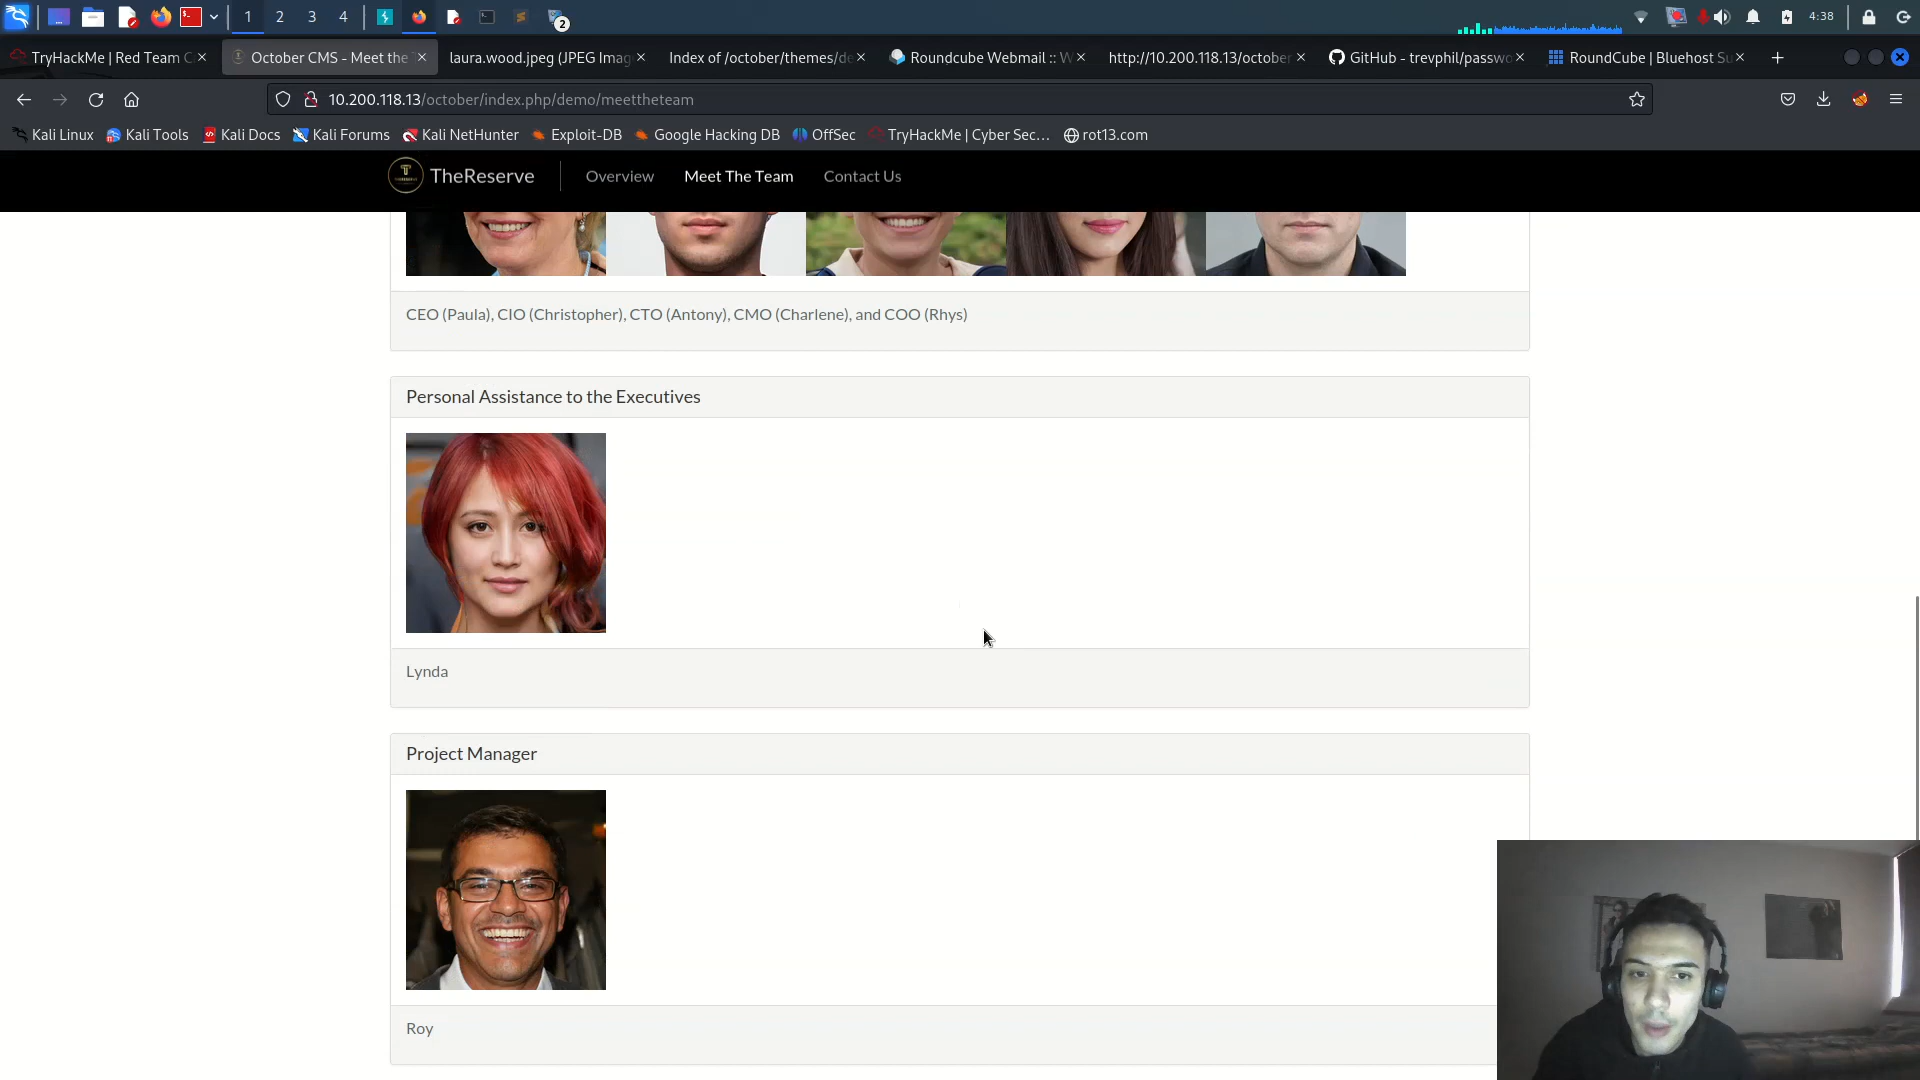 1 2 3 4 2 4:38
TryHackMe | Red Team C
October CMS - Meet the
laura.wood.jpeg (JPEG Imag
Index of /october/themes/de
Roundcube Webmail :: W
http://10.200.118.13/october
GitHub - trevphil/passwo
RoundCube | Bluehost Su
10.200.118.13/october/index.php/demo/meettheteam
Kali Linux Kali Tools Kali Docs Kali Forums Kali NetHunter Exploit-DB Google Hacking DB OffSec TryHackMe | Cyber Sec... rot13.com
TheReserve Overview Meet The Team Contact Us
CEO (Paula), CIO (Christopher), CTO (Antony), CMO (Charlene), and COO (Rhys)
Personal Assistance to the Executives
Lynda
Project Manager
Roy